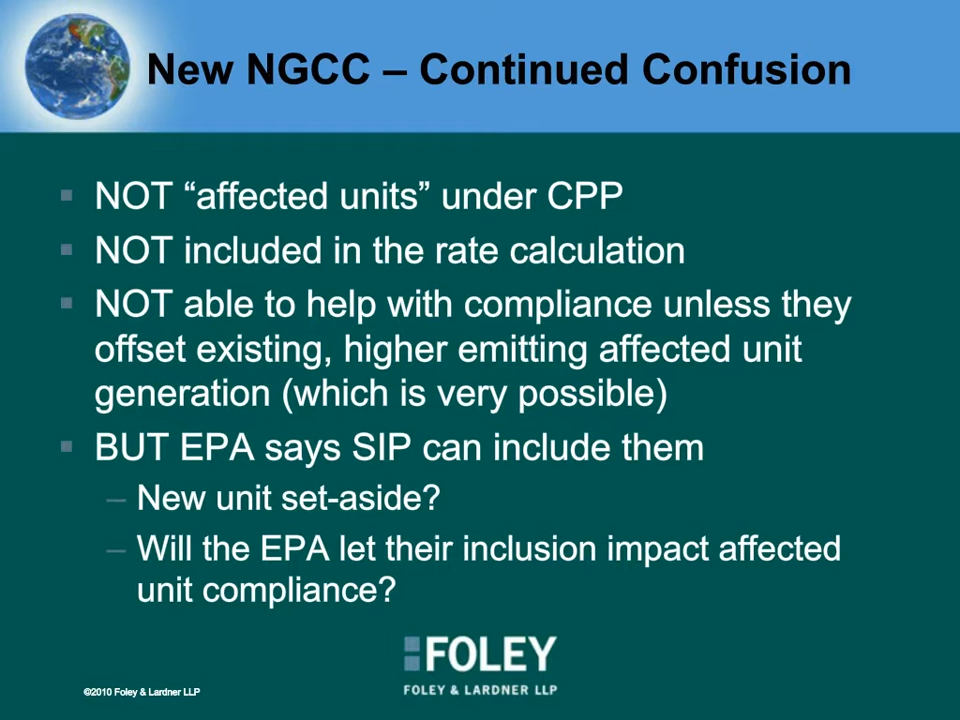 New NGCC – Continued Confusion
NOT “affected units” under CPP
NOT included in the rate calculation
NOT able to help with compliance unless they
offset existing, higher emitting affected unit
generation (which is very possible)
BUT EPA says SIP can include them
– New unit set-aside?
– Will the EPA let their inclusion impact affected
unit compliance?
FOLEY
FOLEY & LARDNER LLP
©2010 Foley & Lardner LLP